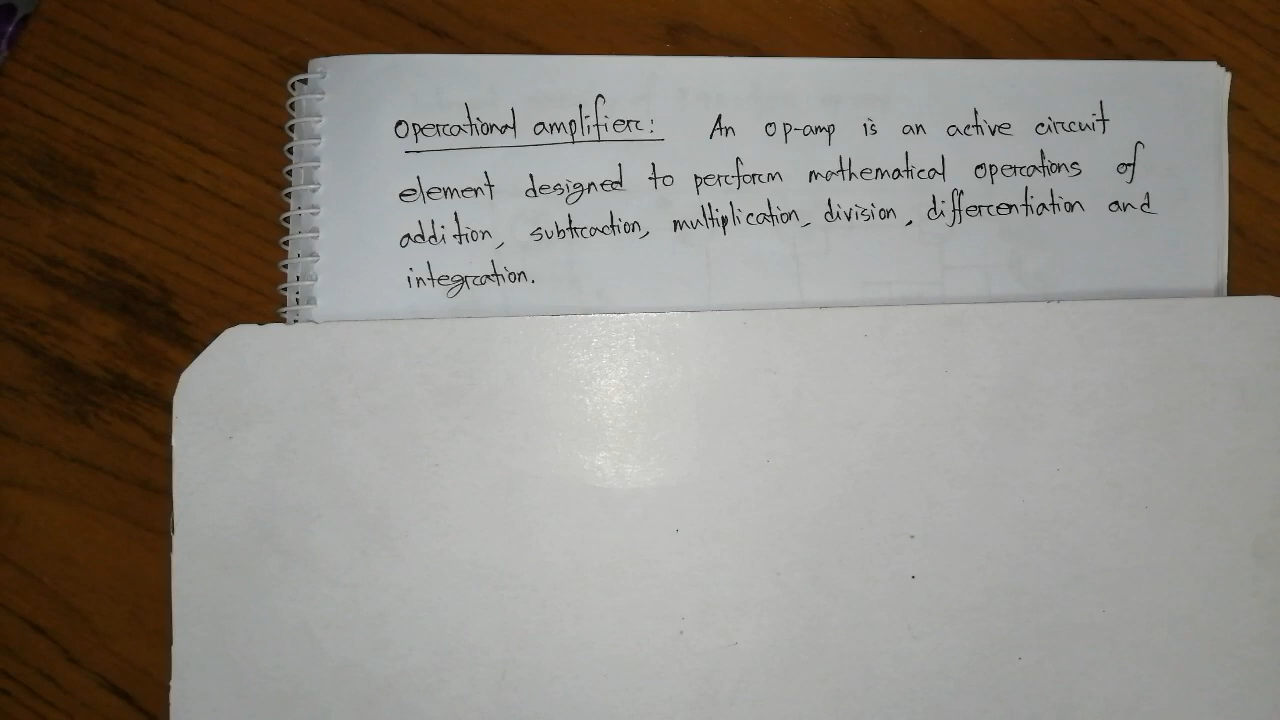 Operational amplifier: An op-amp is an active circuit
element designed to perform mathematical operations of
addition, subtraction, multiplication, division, differentiation and
integration.